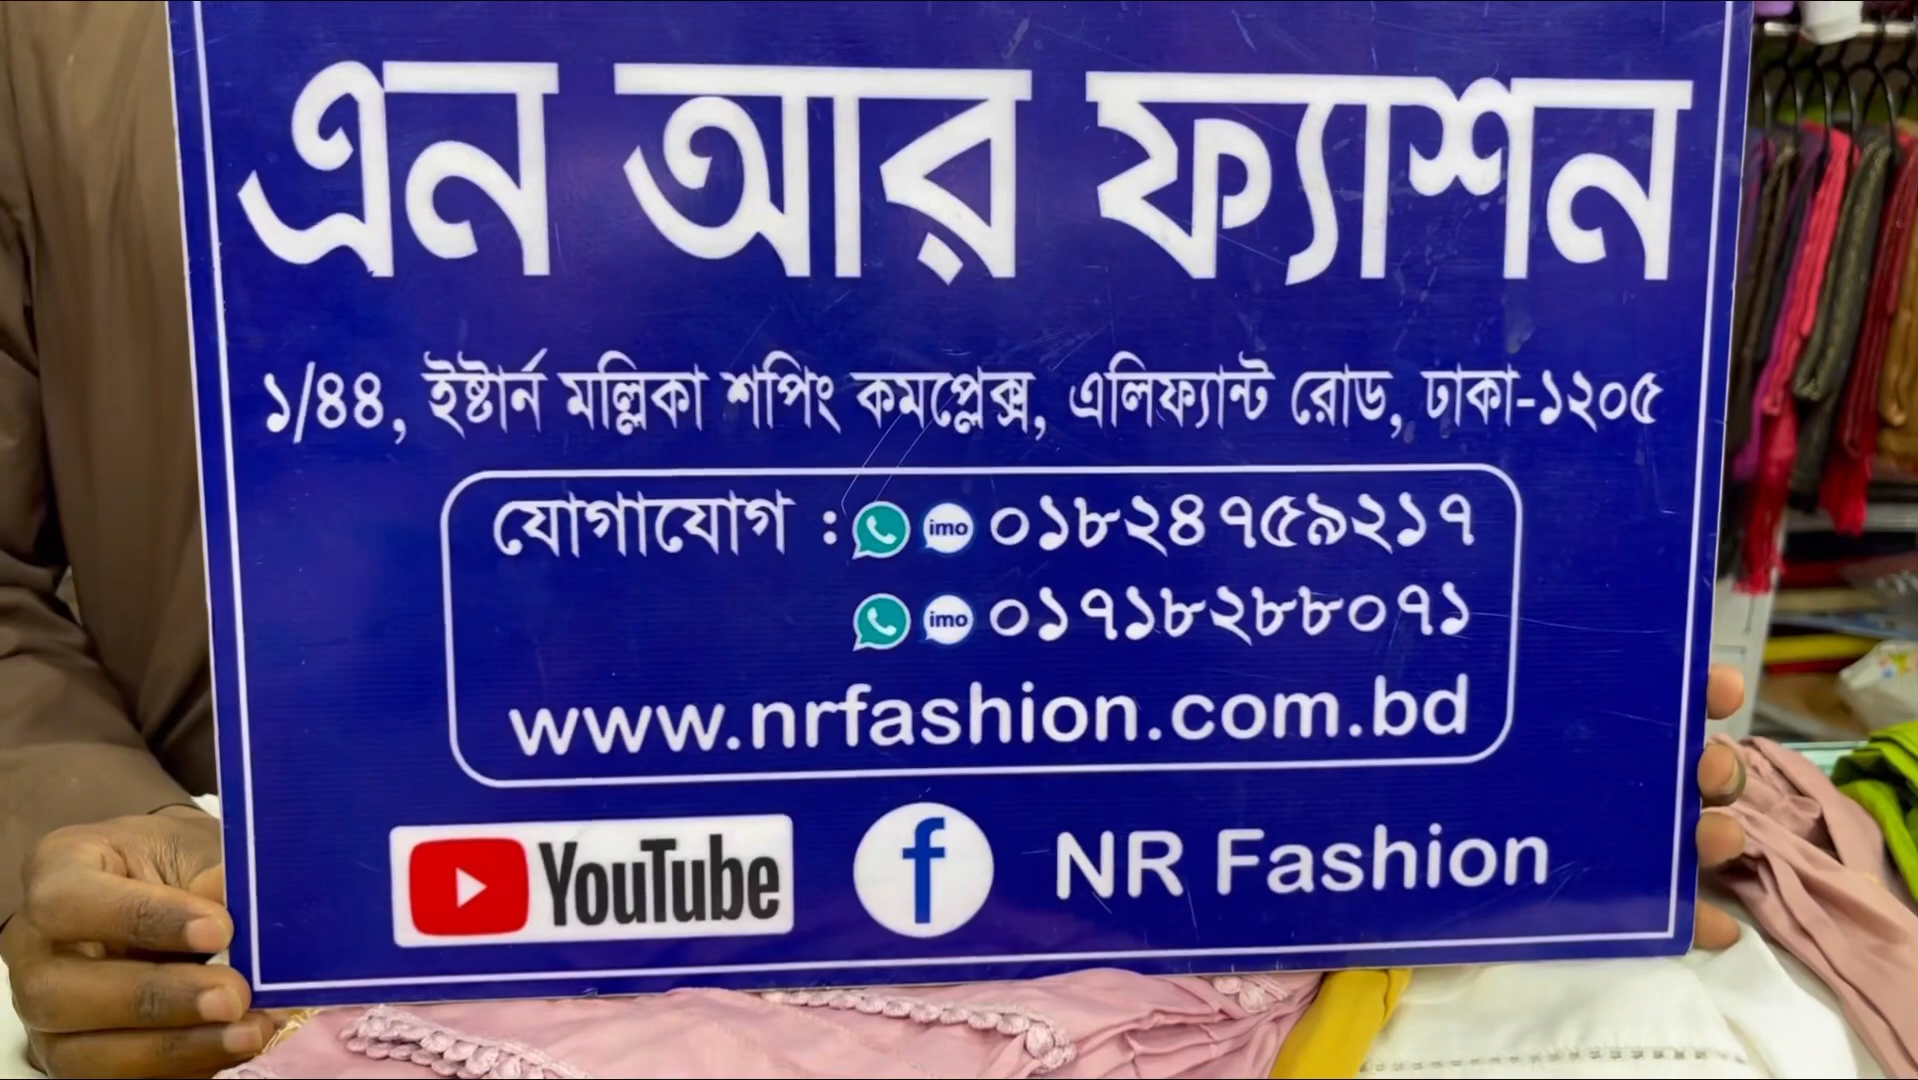 এন আর ফ্যাশন
১/৪৪, ইষ্টার্ন মল্লিকা শপিং কমপ্লেক্স, এলিফ্যান্ট রোড, ঢাকা-১২০৫
যোগাযোগ : imo ০১৮২৪৭৫৯২১৭
imo ০১৭১৮২৮৮০৭১
www.nrfashion.com.bd
YouTube f NR Fashion